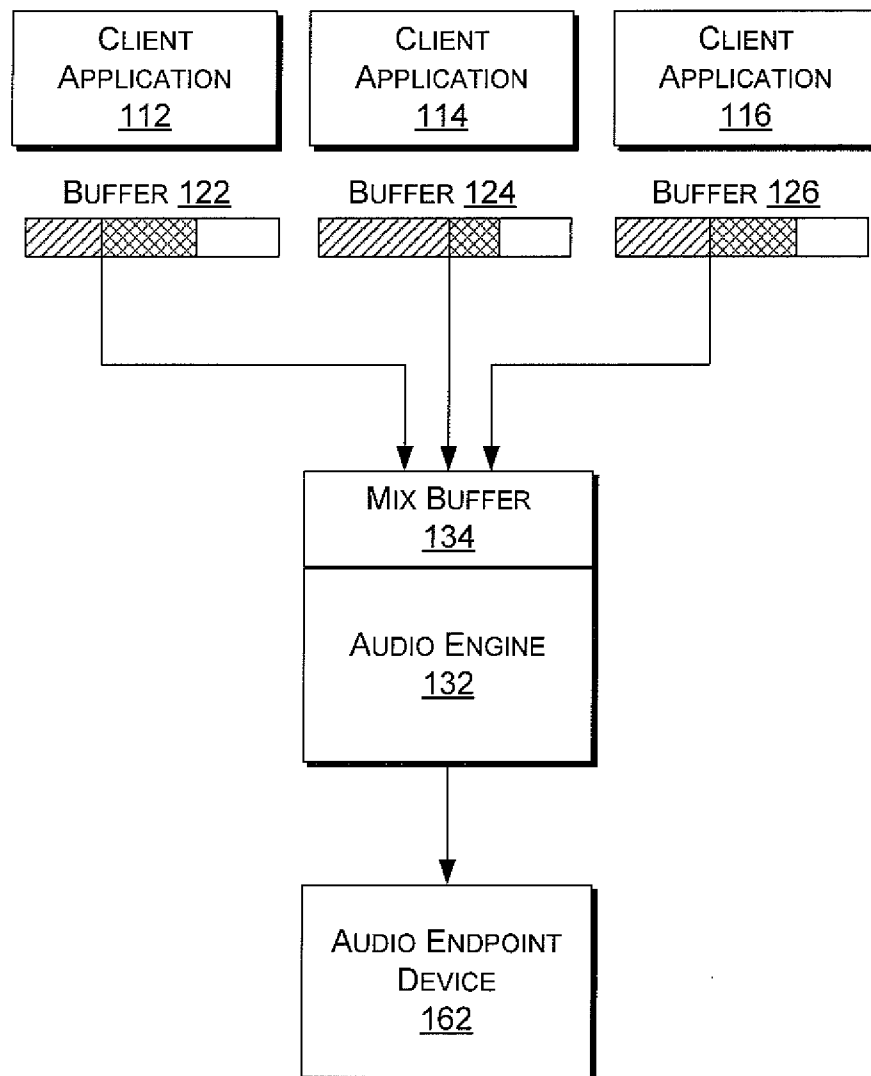 CLIENT
APPLICATION
112
CLIENT
APPLICATION
114
CLIENT
APPLICATION
116
BUFFER 122
BUFFER 124
BUFFER 126
MIX BUFFER
134
AUDIO ENGINE
132
AUDIO ENDPOINT
DEVICE
162